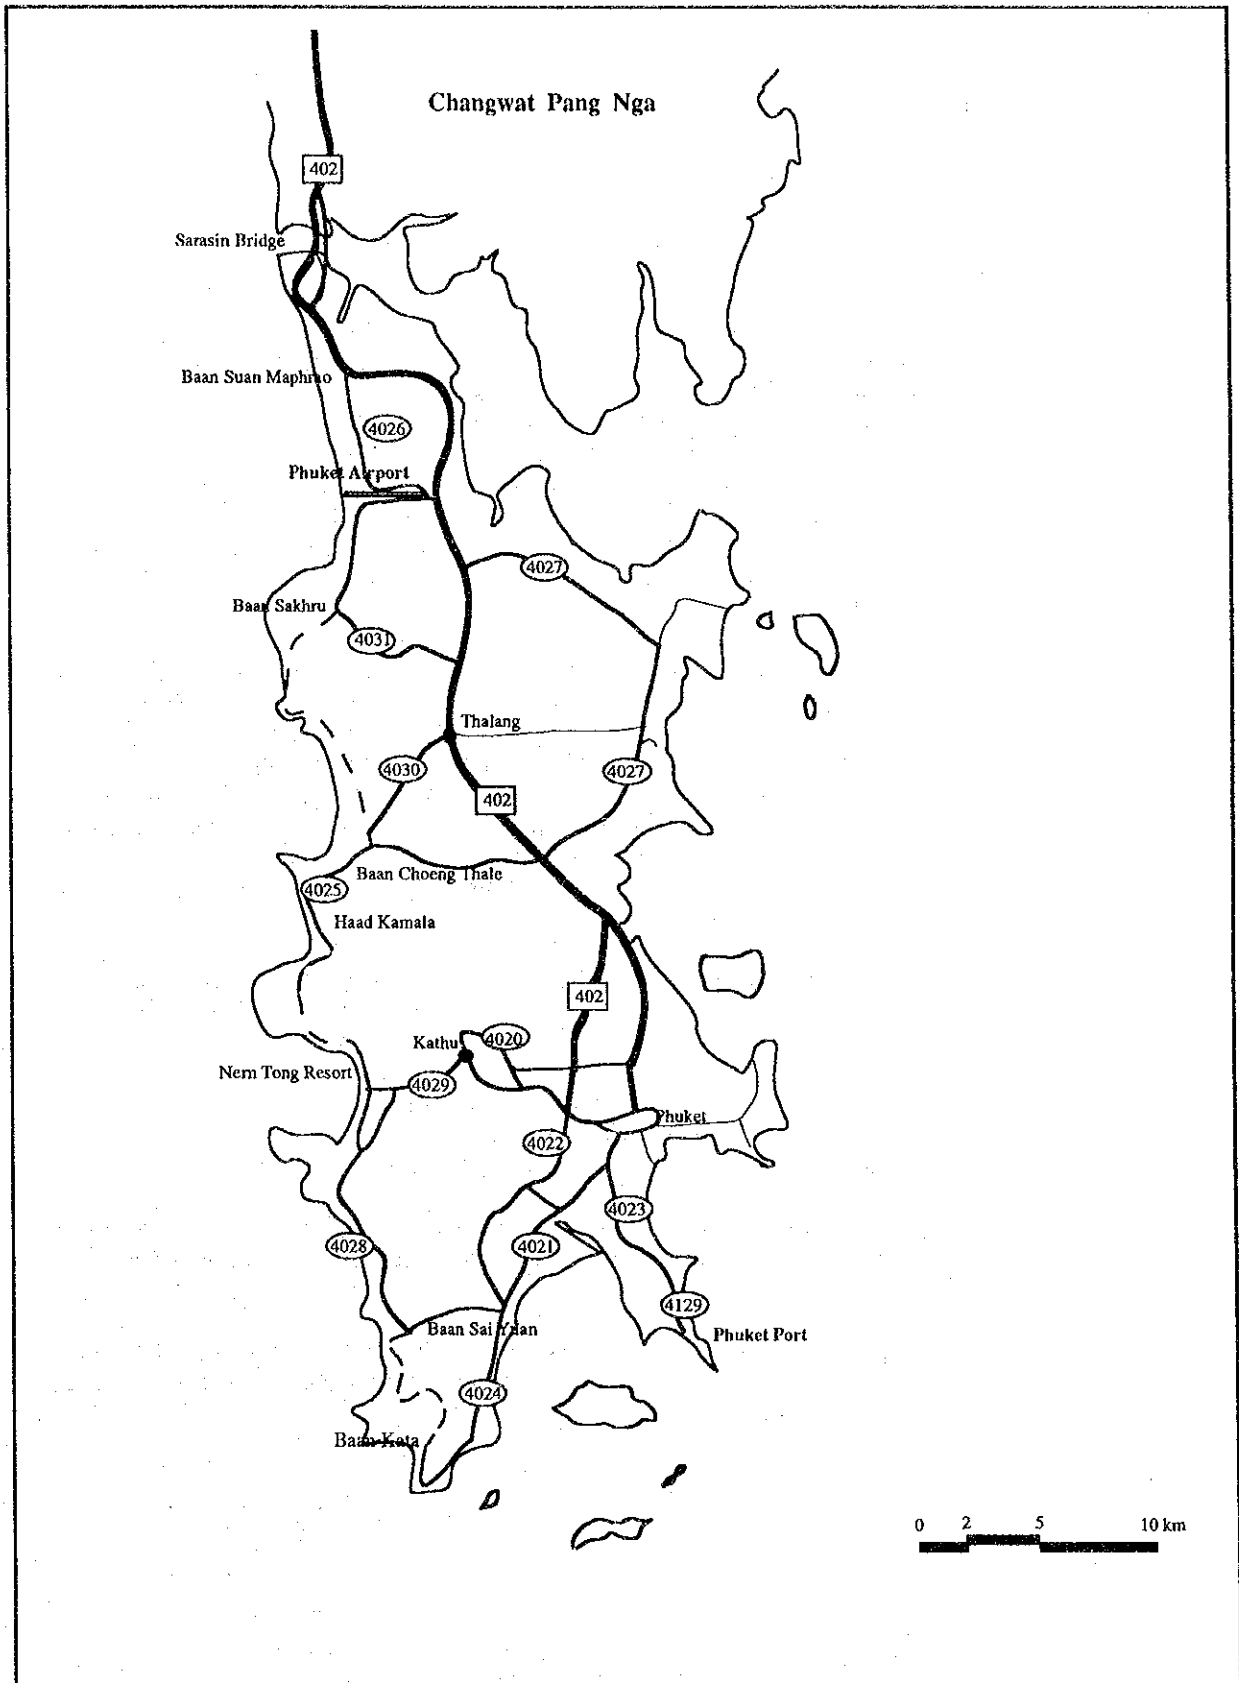 Changwat Pang Nga
402
Sarasin Bridge
Baan Suan Maphrao
4026
Phuket Airport
4027
Baan Sakhru
4031
Thalang
4030
4027
402
Baan Choeng Thale
4025
Haad Kamala
402
Kathu
4020
Nern Tong Resort
4029
Phuket
4022
4023
4028
4021
4129
Baan Sai Yuan
Phuket Port
4024
Baan Kata
0 2 5 10 km